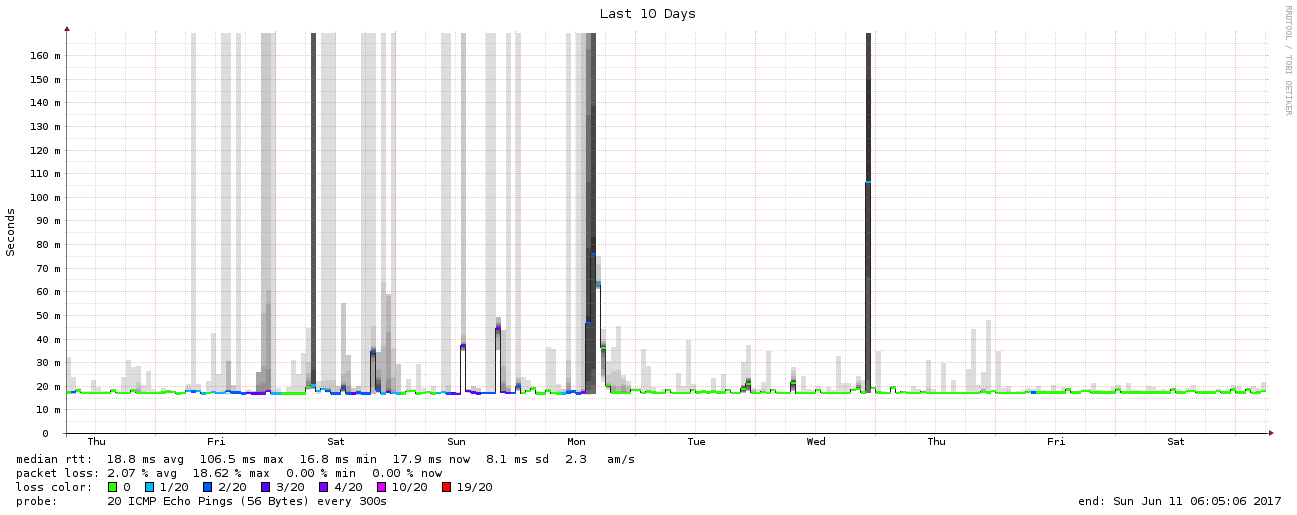 Last 10 Days
RRDTOOL / TOBI OETIKER
Seconds
160 m
150 m
140 m
130 m
120 m
110 m
100 m
90 m
80 m
70 m
60 m
50 m
40 m
30 m
20 m
10 m
0
Thu Fri Sat Sun Mon Tue Wed Thu Fri Sat
median rtt: 18.8 ms avg 106.5 ms max 16.8 ms min 17.9 ms now 8.1 ms sd 2.3 am/s
packet loss: 2.07 % avg 18.62 % max 0.00 % min 0.00 % now
loss color: 0 1/20 2/20 3/20 4/20 10/20 19/20
probe: 20 ICMP Echo Pings (56 Bytes) every 300s end: Sun Jun 11 06:05:06 2017